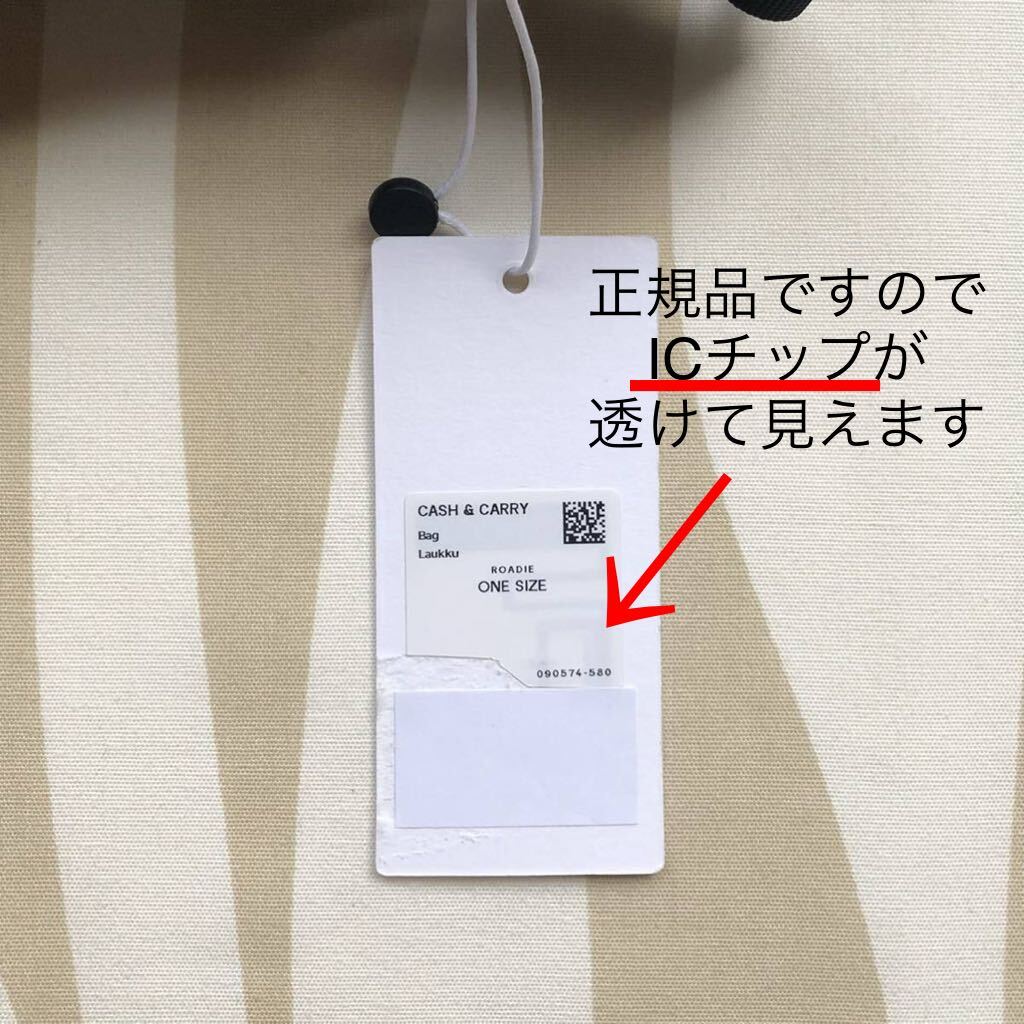 正規品ですので
ICチップが
透けて見えます
CASH & CARRY
Bag
Laukku
ROADIE
ONE SIZE
090574-580